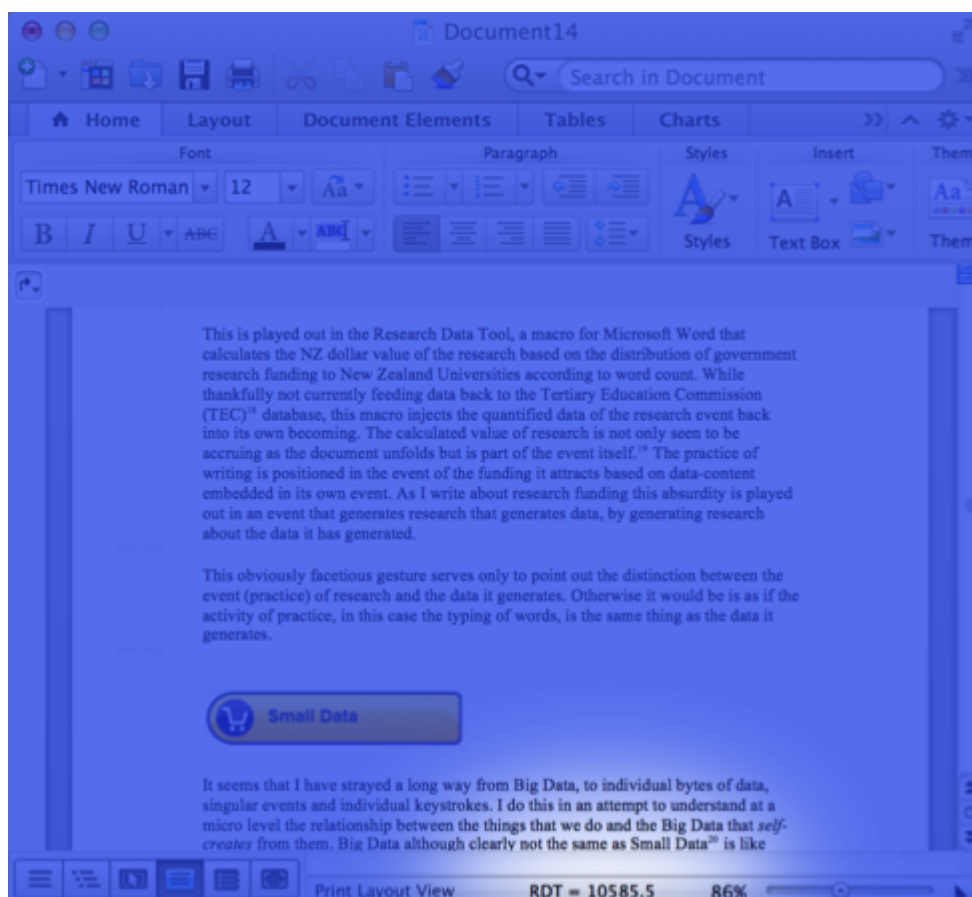 Document14
Search in Document
Home Layout Document Elements Tables Charts
Font Paragraph Styles Insert Them
Times New Roman 12 Aa
B I U ABC A ABC Styles A Text Box Aa Them
This is played out in the Research Data Tool, a macro for Microsoft Word that
calculates the NZ dollar value of the research based on the distribution of government
research funding to New Zealand Universities according to word count. While
thankfully not currently feeding data back to the Tertiary Education Commission
(TEC)¹⁸ database, this macro injects the quantified data of the research event back
into its own becoming. The calculated value of research is not only seen to be
accruing as the document unfolds but is part of the event itself.¹⁹ The practice of
writing is positioned in the event of the funding it attracts based on data-content
embedded in its own event. As I write about research funding this absurdity is played
out in an event that generates research that generates data, by generating research
about the data it has generated.
This obviously facetious gesture serves only to point out the distinction between the
event (practice) of research and the data it generates. Otherwise it would be is as if the
activity of practice, in this case the typing of words, is the same thing as the data it
generates.
Small Data
It seems that I have strayed a long way from Big Data, to individual bytes of data,
singular events and individual keystrokes. I do this in an attempt to understand at a
micro level the relationship between the things that we do and the Big Data that self-
creates from them. Big Data although clearly not the same as Small Data²⁰ is like
Print Layout View RDT = 10585.5 86%